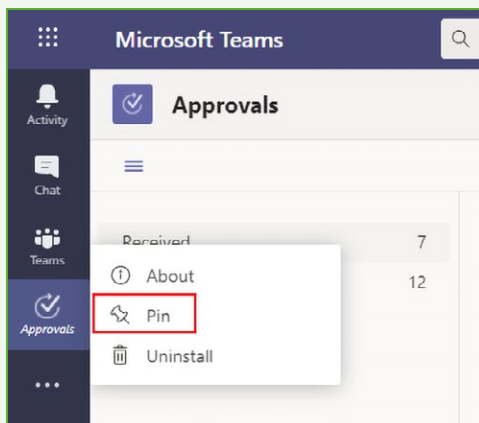 Microsoft Teams
Activity
Approvals
Chat
Received 7
Teams
About
12
Pin
Approvals
Uninstall